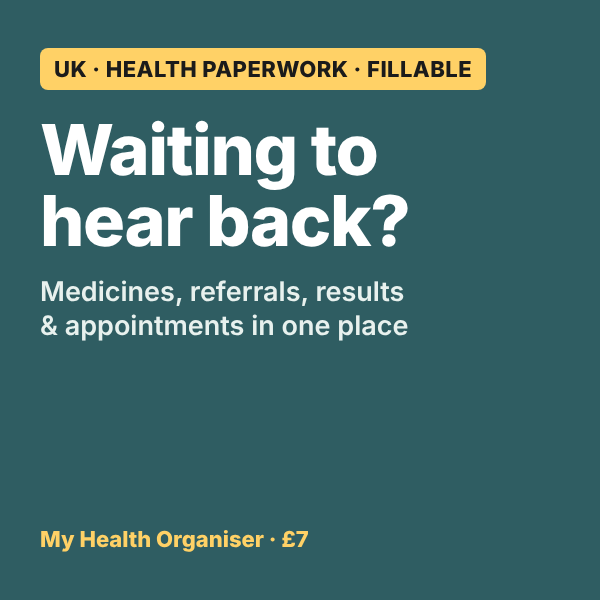 UK · HEALTH PAPERWORK · FILLABLE
Waiting to
hear back?
Medicines, referrals, results
& appointments in one place
My Health Organiser · £7